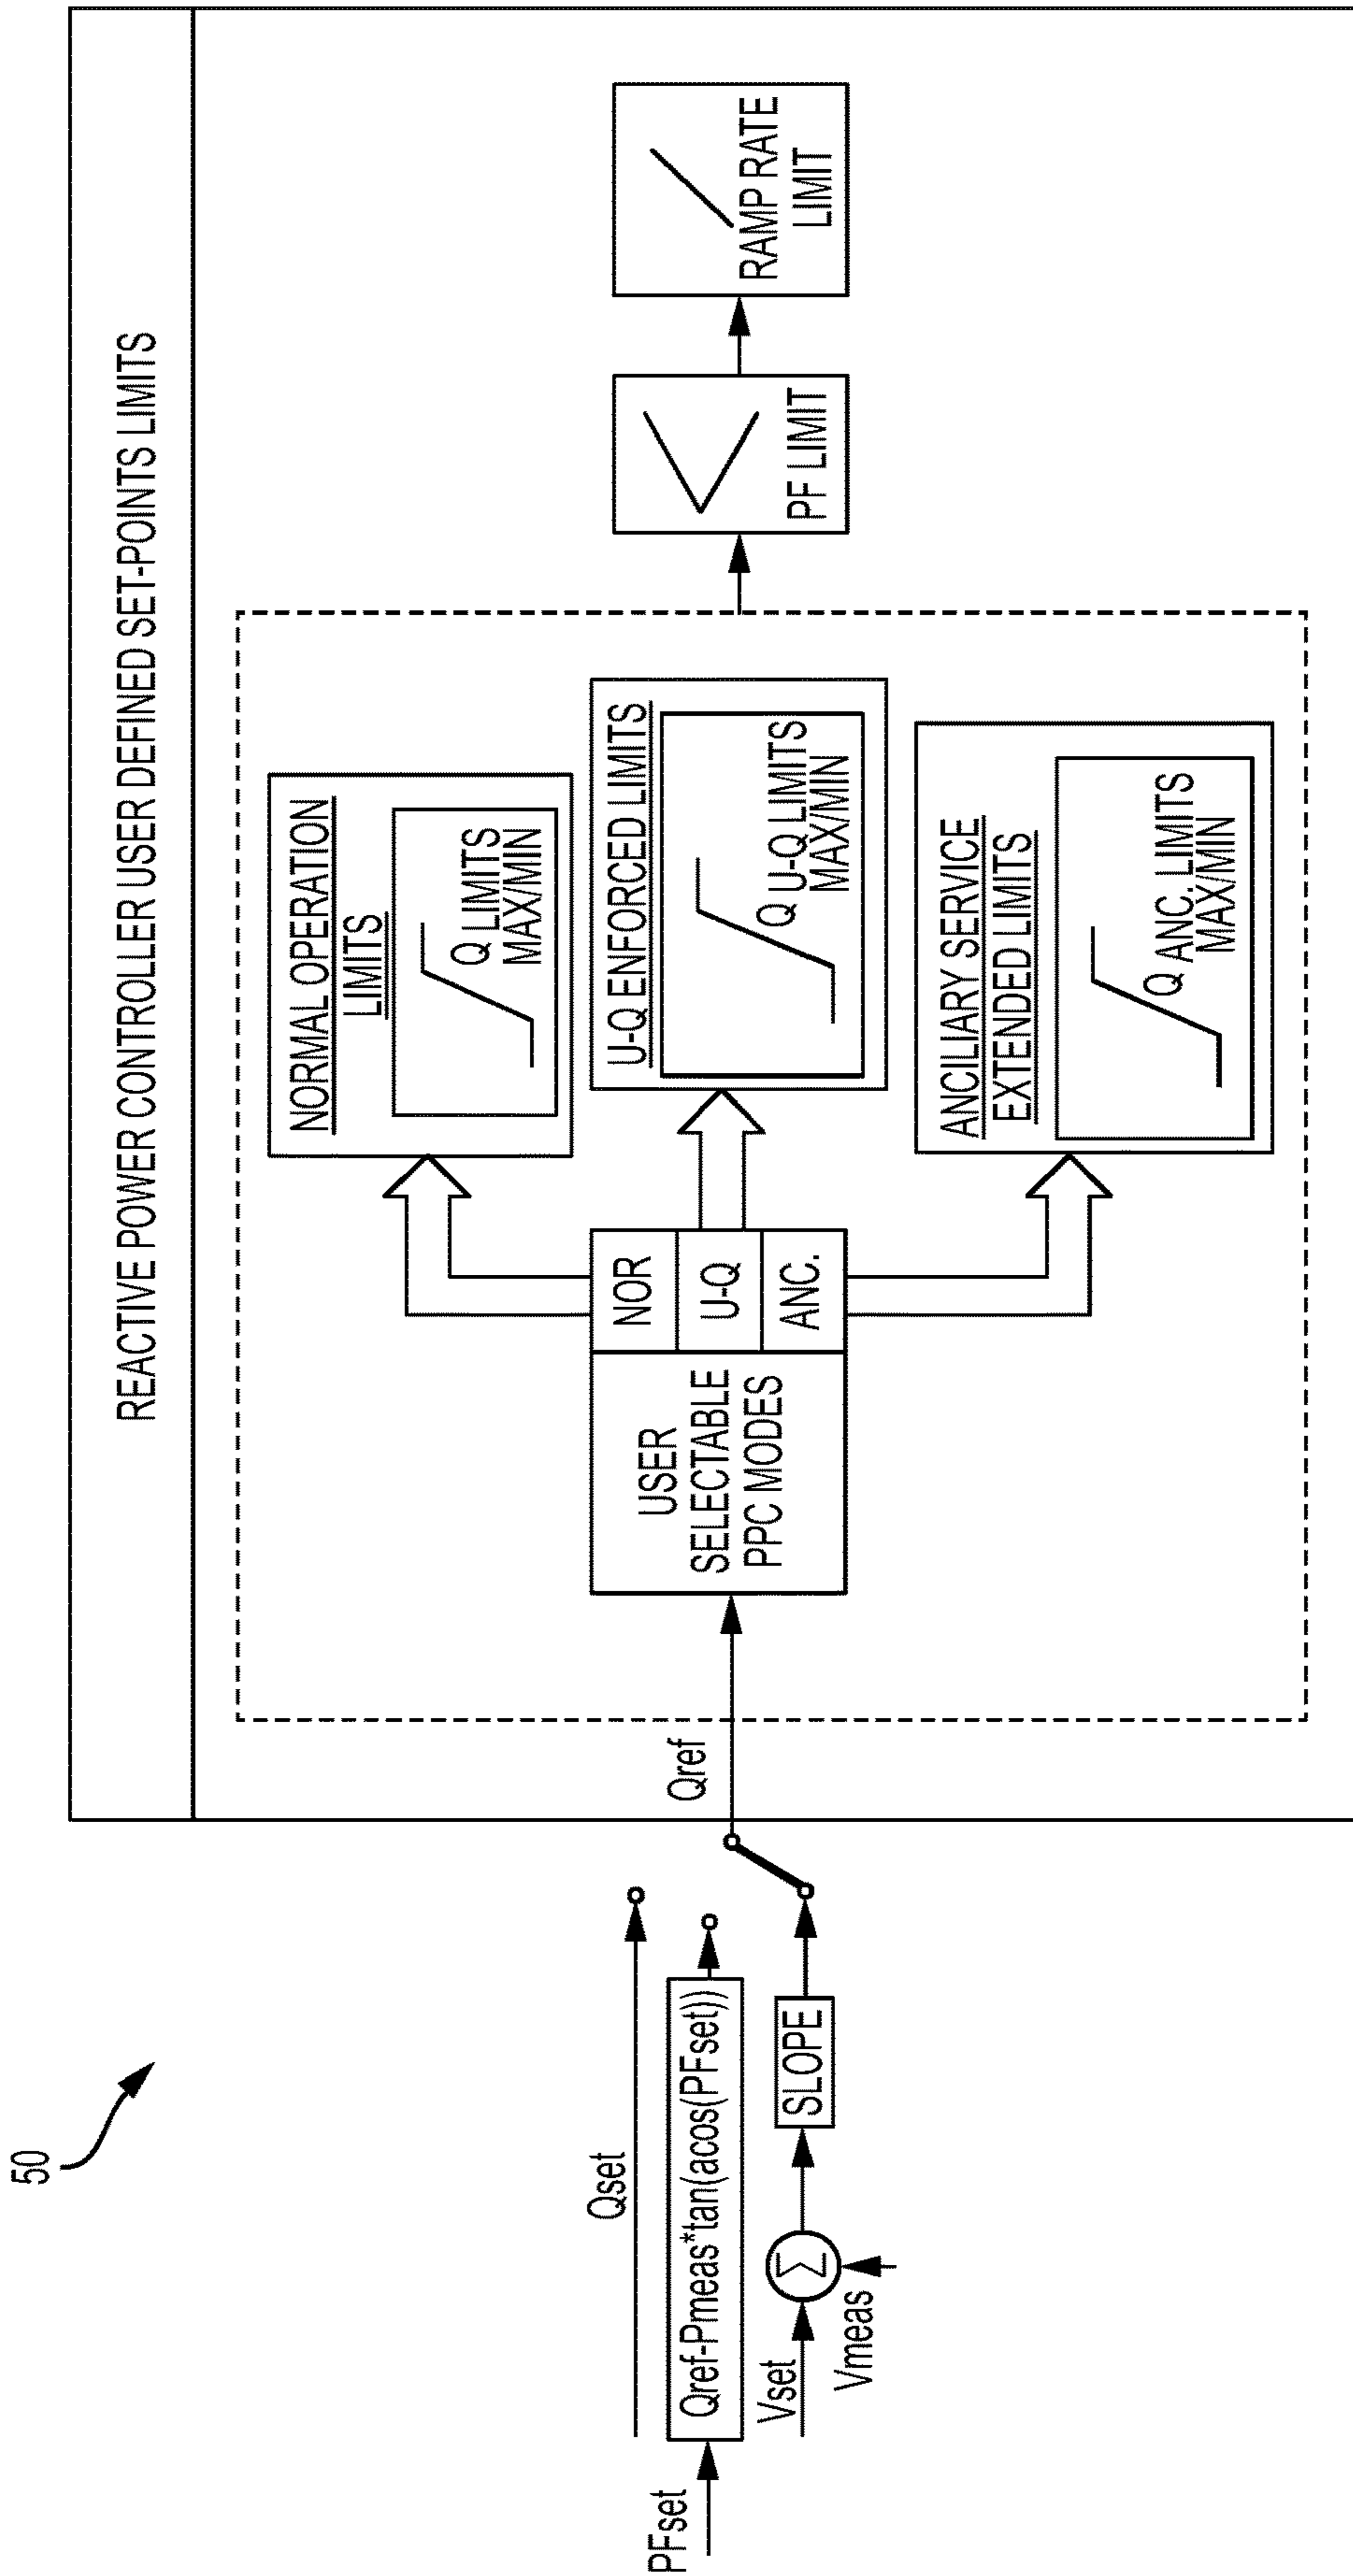 50
REACTIVE POWER CONTROLLER USER DEFINED SET-POINTS LIMITS
PFset
Qset
Qref-Pmeas*tan(acos(PFset))
Vset
Vmeas
Σ
SLOPE
Qref
USER
SELECTABLE
PPC MODES
NOR
U-Q
ANC.
NORMAL OPERATION
LIMITS
Q LIMITS
MAX/MIN
U-Q ENFORCED LIMITS
Q U-Q LIMITS
MAX/MIN
ANCILIARY SERVICE
EXTENDED LIMITS
Q ANC. LIMITS
MAX/MIN
PF LIMIT
RAMP RATE
LIMIT